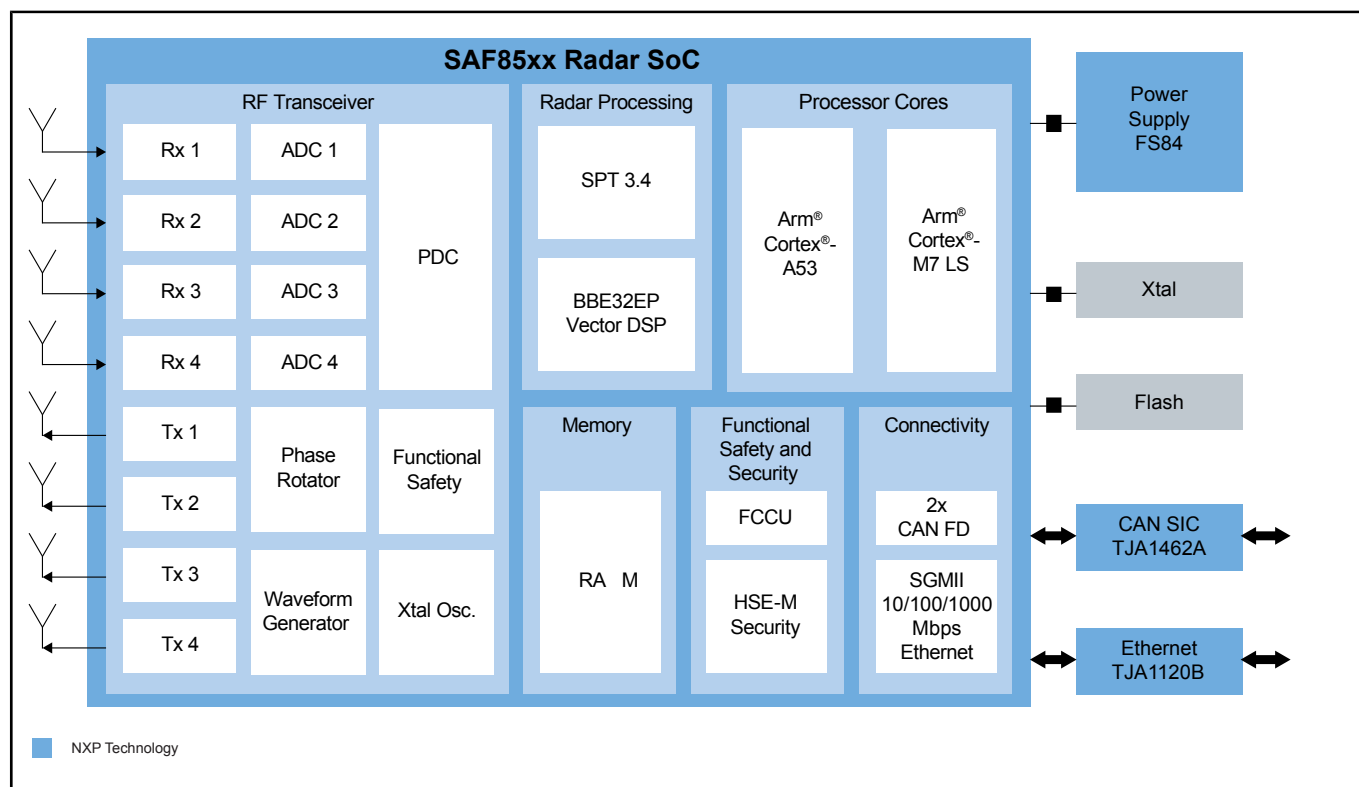 SAF85xx Radar SoC
RF Transceiver
Rx 1
ADC 1
Rx 2
ADC 2
Rx 3
ADC 3
Rx 4
ADC 4
PDC
Tx 1
Tx 2
Tx 3
Tx 4
Phase
Rotator
Functional
Safety
Waveform
Generator
Xtal Osc.
Radar Processing
SPT 3.4
BBE32EP
Vector DSP
Processor Cores
Arm®
Cortex®-
A53
Arm®
Cortex®-
M7 LS
Memory
RA M
Functional
Safety and
Security
FCCU
HSE-M
Security
Connectivity
2x
CAN FD
SGMII
10/100/1000
Mbps
Ethernet
Power
Supply
FS84
Xtal
Flash
CAN SIC
TJA1462A
Ethernet
TJA1120B
NXP Technology